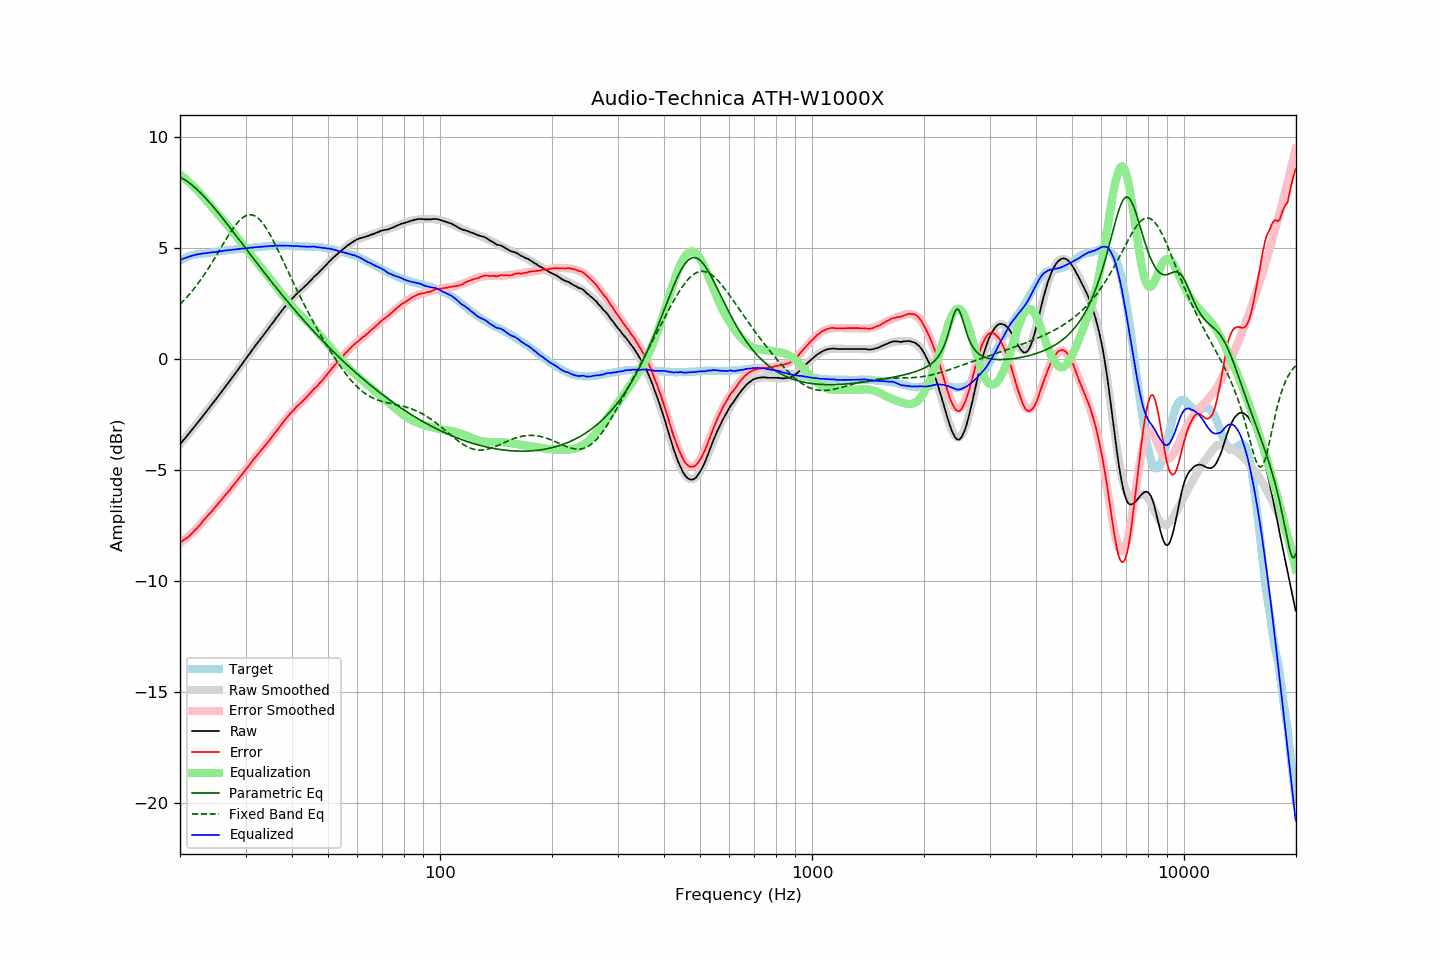 Audio-Technica ATH-W1000X
10
5
0
−5
−10
−15
−20
Amplitude (dBr)
Target
Raw Smoothed
Error Smoothed
Raw
Error
Equalization
Parametric Eq
Fixed Band Eq
Equalized
100
1000
10000
Frequency (Hz)